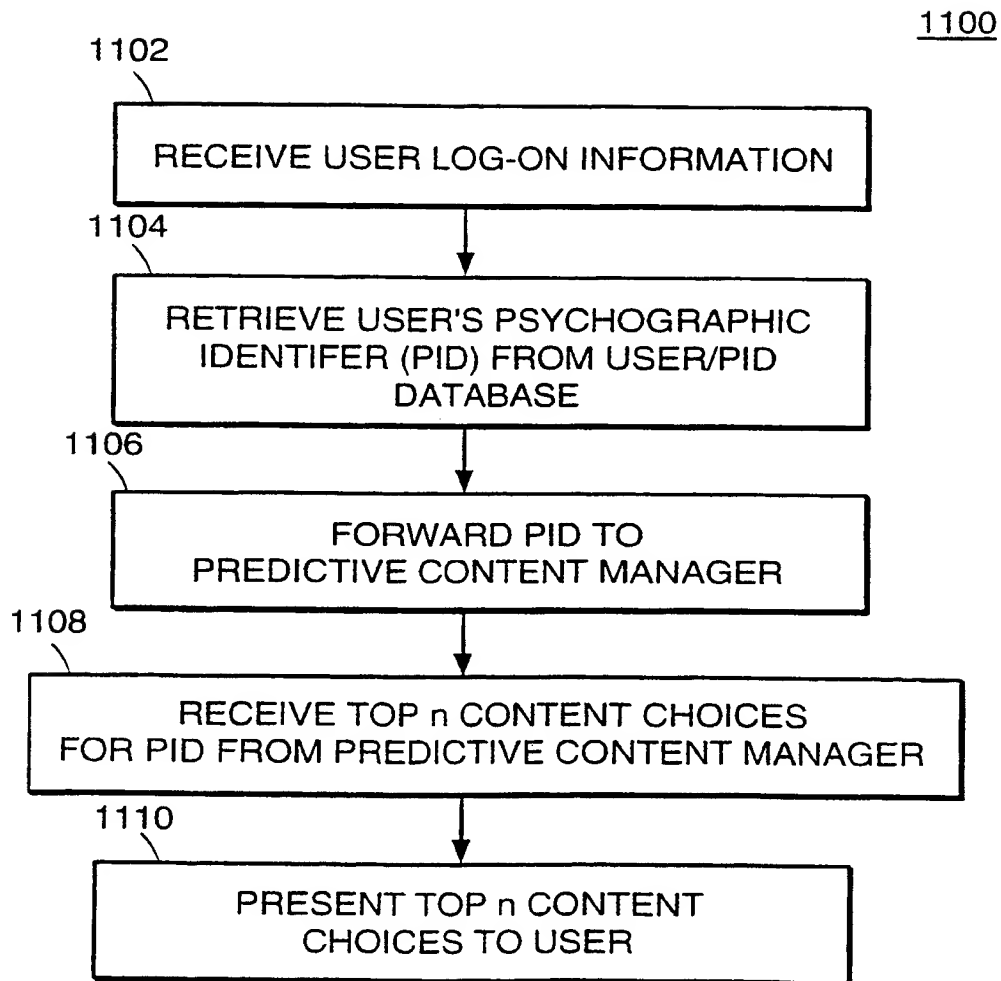 1100
1102
RECEIVE USER LOG-ON INFORMATION
1104
RETRIEVE USER'S PSYCHOGRAPHIC
IDENTIFER (PID) FROM USER/PID
DATABASE
1106
FORWARD PID TO
PREDICTIVE CONTENT MANAGER
1108
RECEIVE TOP n CONTENT CHOICES
FOR PID FROM PREDICTIVE CONTENT MANAGER
1110
PRESENT TOP n CONTENT
CHOICES TO USER